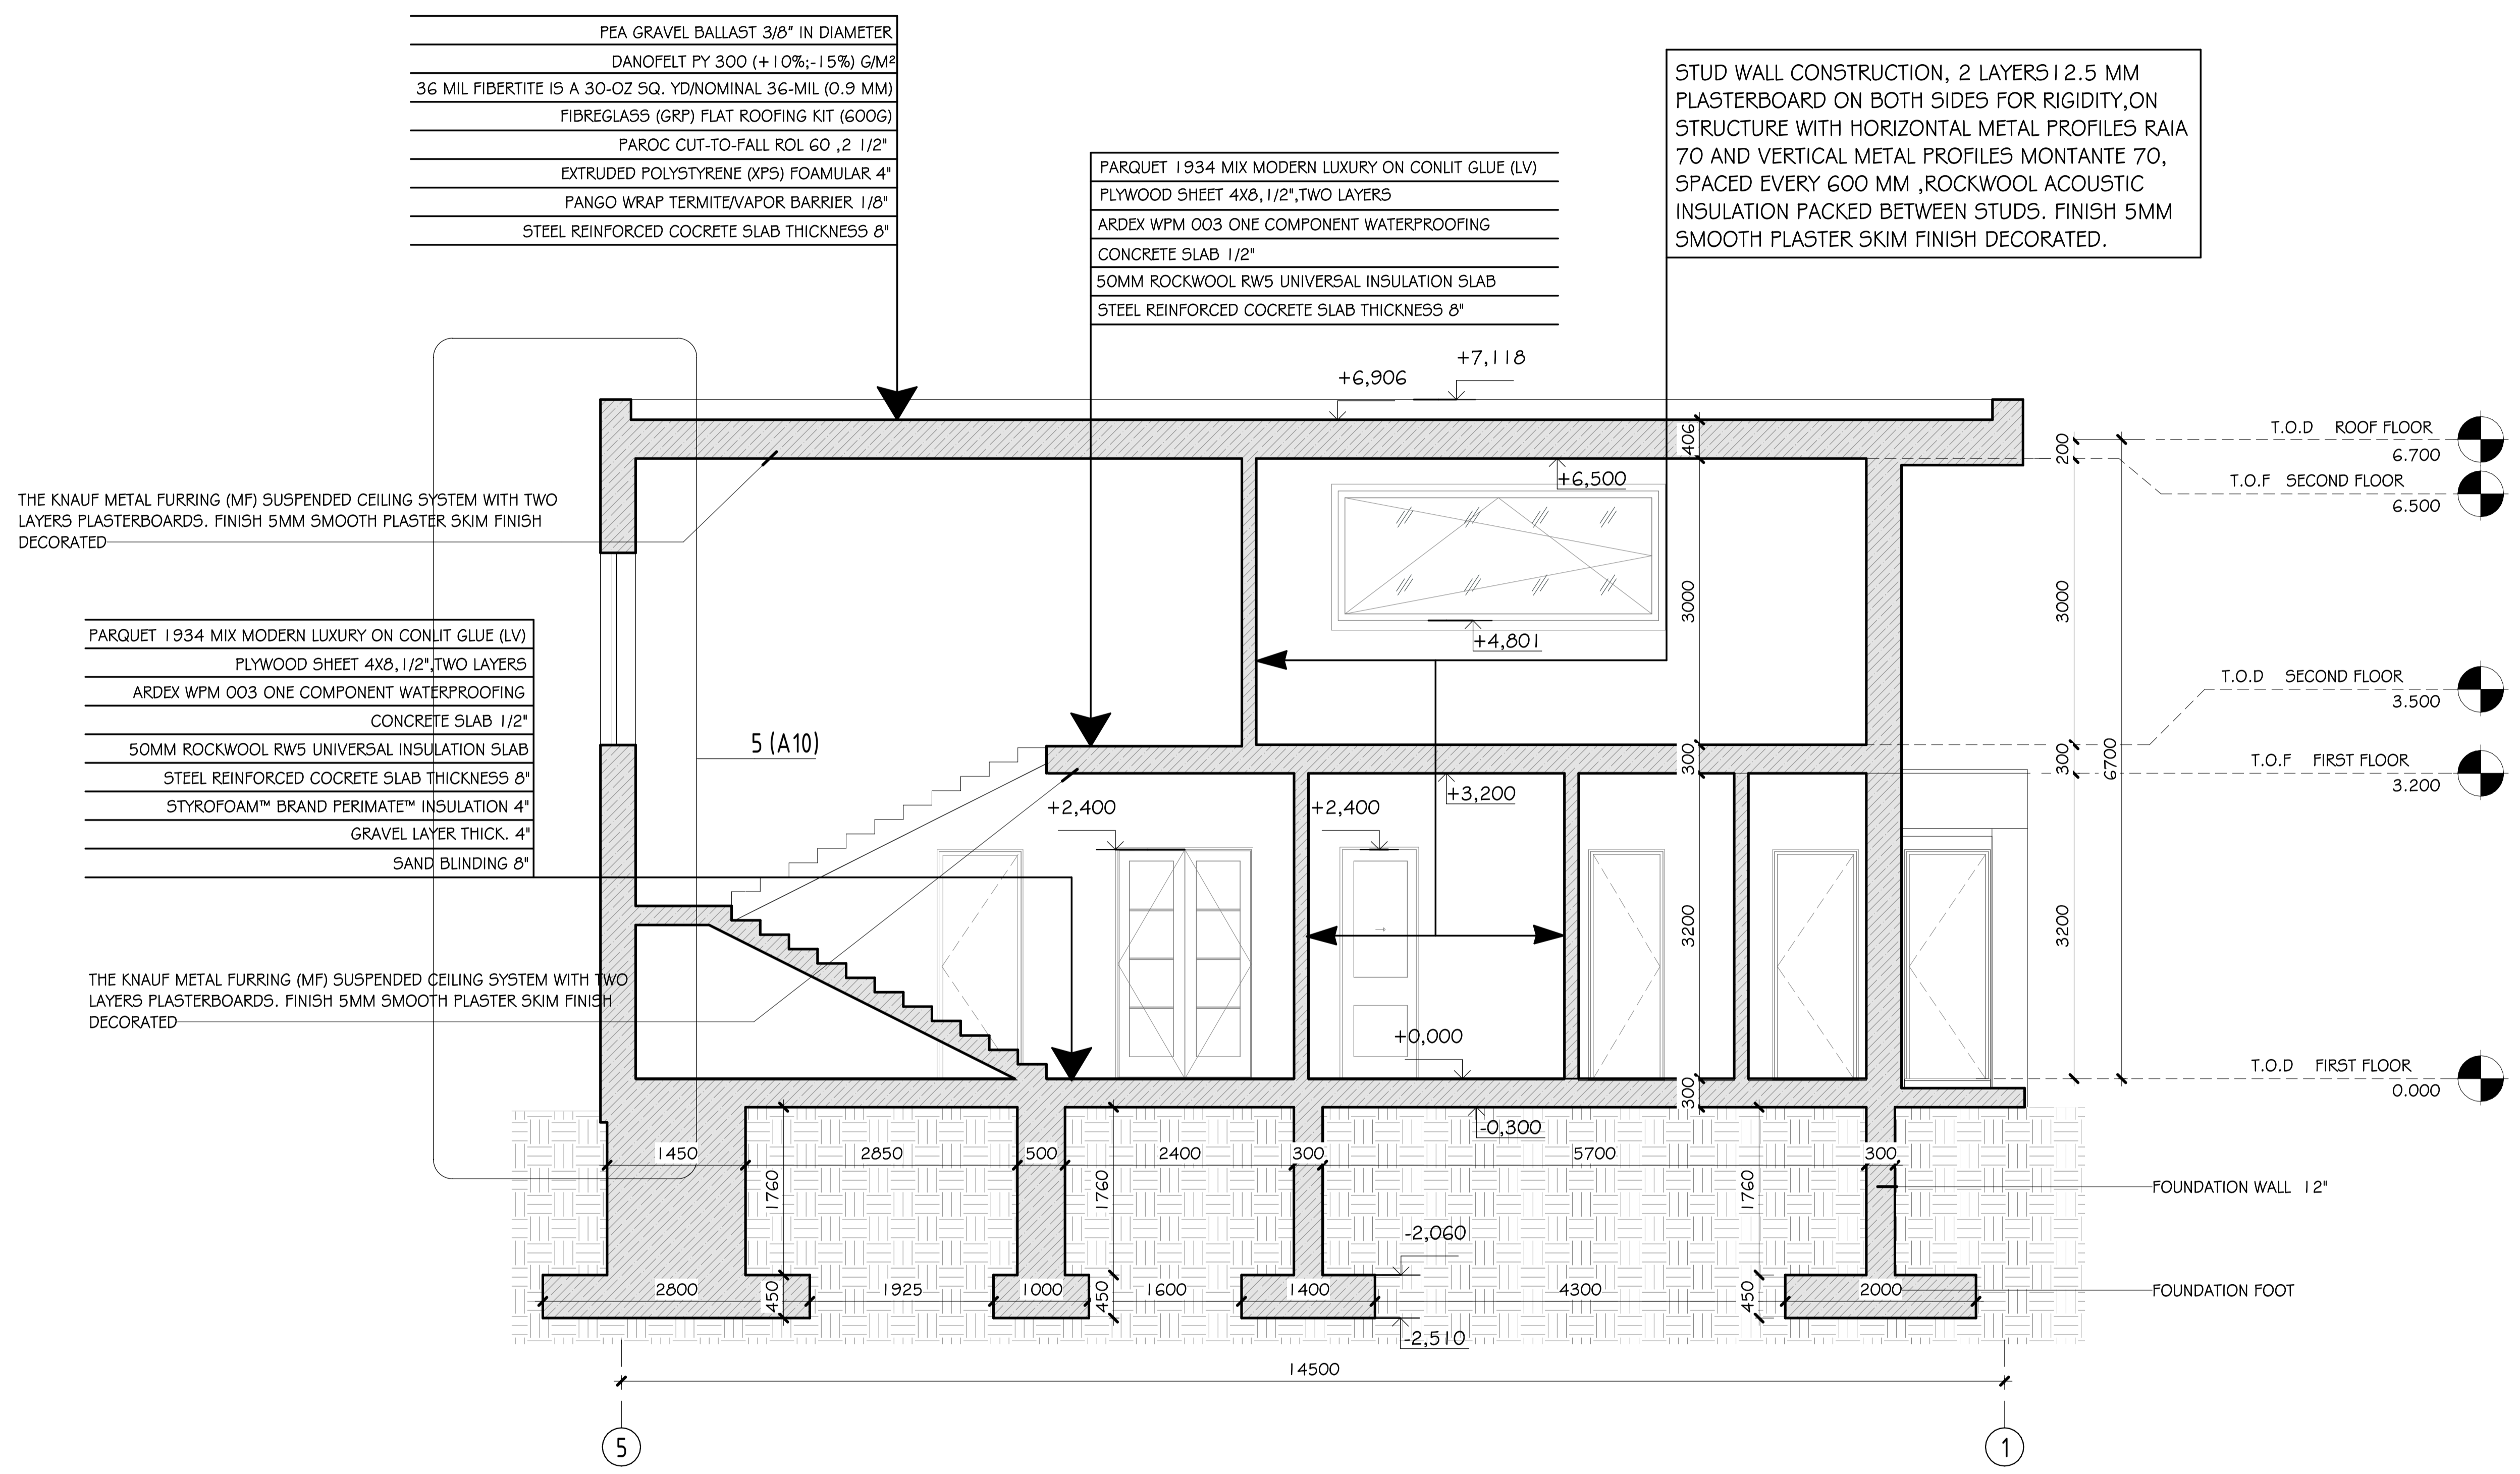 PEA GRAVEL BALLAST 3/8" IN DIAMETER
DANOFELT PY 300 (+10%;-15%) G/M²
36 MIL FIBERTITE IS A 30-OZ SQ. YD/NOMINAL 36-MIL (0.9 MM)
FIBREGLASS (GRP) FLAT ROOFING KIT (600G)
PAROC CUT-TO-FALL ROL 60 ,2 1/2"
EXTRUDED POLYSTYRENE (XPS) FOAMULAR 4"
PANGO WRAP TERMITE/VAPOR BARRIER 1/8"
STEEL REINFORCED COCRETE SLAB THICKNESS 8"
PARQUET 1934 MIX MODERN LUXURY ON CONLIT GLUE (LV)
PLYWOOD SHEET 4X8,1/2",TWO LAYERS
ARDEX WPM 003 ONE COMPONENT WATERPROOFING
CONCRETE SLAB 1/2"
50MM ROCKWOOL RW5 UNIVERSAL INSULATION SLAB
STEEL REINFORCED COCRETE SLAB THICKNESS 8"
STUD WALL CONSTRUCTION, 2 LAYERS12.5 MM
PLASTERBOARD ON BOTH SIDES FOR RIGIDITY,ON
STRUCTURE WITH HORIZONTAL METAL PROFILES RAIA
70 AND VERTICAL METAL PROFILES MONTANTE 70,
SPACED EVERY 600 MM ,ROCKWOOL ACOUSTIC
INSULATION PACKED BETWEEN STUDS. FINISH 5MM
SMOOTH PLASTER SKIM FINISH DECORATED.
+7,118
+6,906
406
+6,500
200
T.O.D ROOF FLOOR
6.700
T.O.F SECOND FLOOR
6.500
THE KNAUF METAL FURRING (MF) SUSPENDED CEILING SYSTEM WITH TWO
LAYERS PLASTERBOARDS. FINISH 5MM SMOOTH PLASTER SKIM FINISH
DECORATED
3000
3000
+4,801
PARQUET 1934 MIX MODERN LUXURY ON CONLIT GLUE (LV)
PLYWOOD SHEET 4X8,1/2",TWO LAYERS
ARDEX WPM 003 ONE COMPONENT WATERPROOFING
CONCRETE SLAB 1/2"
50MM ROCKWOOL RW5 UNIVERSAL INSULATION SLAB
STEEL REINFORCED COCRETE SLAB THICKNESS 8"
STYROFOAM™ BRAND PERIMATE™ INSULATION 4"
GRAVEL LAYER THICK. 4"
SAND BLINDING 8"
5 (A10)
T.O.D SECOND FLOOR
3.500
300
300
6700
T.O.F FIRST FLOOR
3.200
+2,400
+2,400
+3,200
3200
3200
THE KNAUF METAL FURRING (MF) SUSPENDED CEILING SYSTEM WITH TWO
LAYERS PLASTERBOARDS. FINISH 5MM SMOOTH PLASTER SKIM FINISH
DECORATED
+0,000
300
T.O.D FIRST FLOOR
0.000
-0,300
1450
2850
500
2400
300
5700
300
1760
1760
1760
FOUNDATION WALL 12"
-2,060
2800
450
1925
1000
450
1600
1400
4300
450
2000
FOUNDATION FOOT
-2,510
14500
5
1